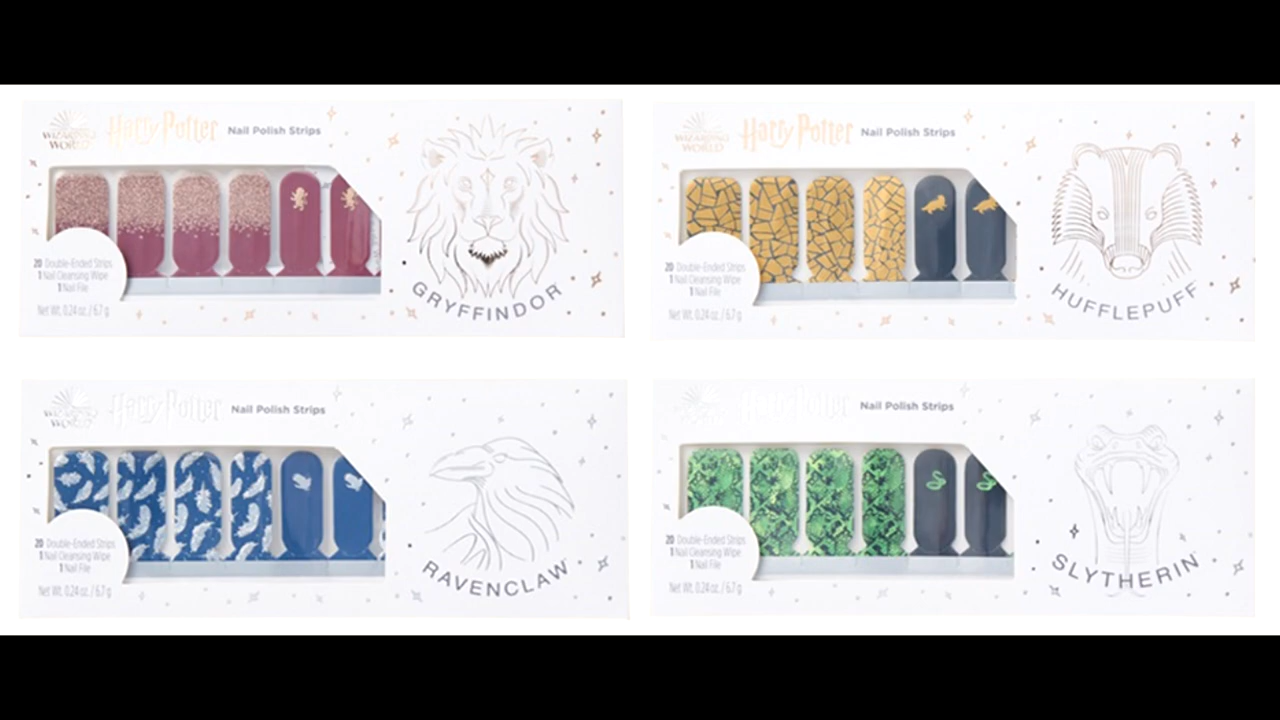 WIZARDING
WORLD
Harry Potter
Nail Polish Strips
20 Double-Ended Strips
1 Nail Cleansing Wipe
1 Nail File
Net Wt. 0.24 oz. / 6.7 g
GRYFFINDOR
WIZARDING
WORLD
Harry Potter
Nail Polish Strips
20 Double-Ended Strips
1 Nail Cleansing Wipe
1 Nail File
Net Wt. 0.24 oz. / 6.7 g
HUFFLEPUFF
WIZARDING
WORLD
Harry Potter
Nail Polish Strips
20 Double-Ended Strips
1 Nail Cleansing Wipe
1 Nail File
Net Wt. 0.24 oz. / 6.7 g
RAVENCLAW
WIZARDING
WORLD
Harry Potter
Nail Polish Strips
20 Double-Ended Strips
1 Nail Cleansing Wipe
1 Nail File
Net Wt. 0.24 oz. / 6.7 g
SLYTHERIN